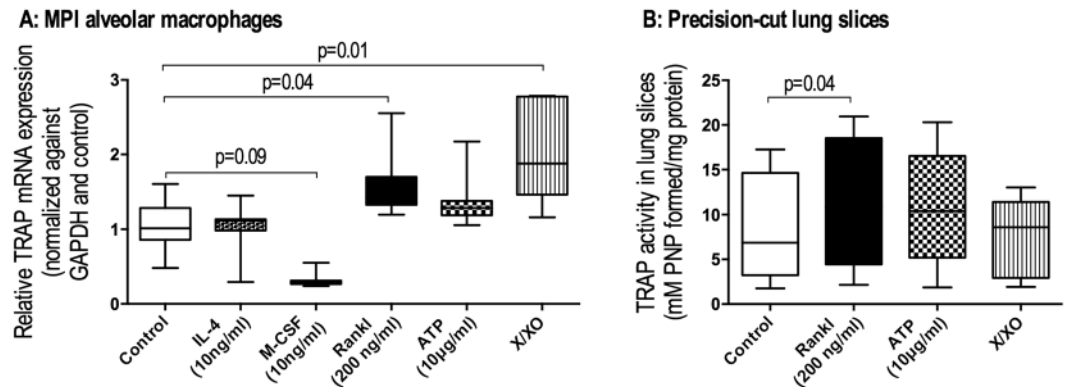 A: MPI alveolar macrophages
Relative TRAP mRNA expression
(normalized against
GAPDH and control)
3
2
1
0
p=0.01
p=0.04
p=0.09
Control
IL-4
(10ng/ml)
M-CSF
(10ng/ml)
Rankl
(200 ng/ml)
ATP
(10µg/ml)
X/XO
B: Precision-cut lung slices
TRAP activity in lung slices
(mM PNP formed/mg protein)
25
20
15
10
5
0
p=0.04
Control
Rankl
(200 ng/ml)
ATP
(10µg/ml)
X/XO